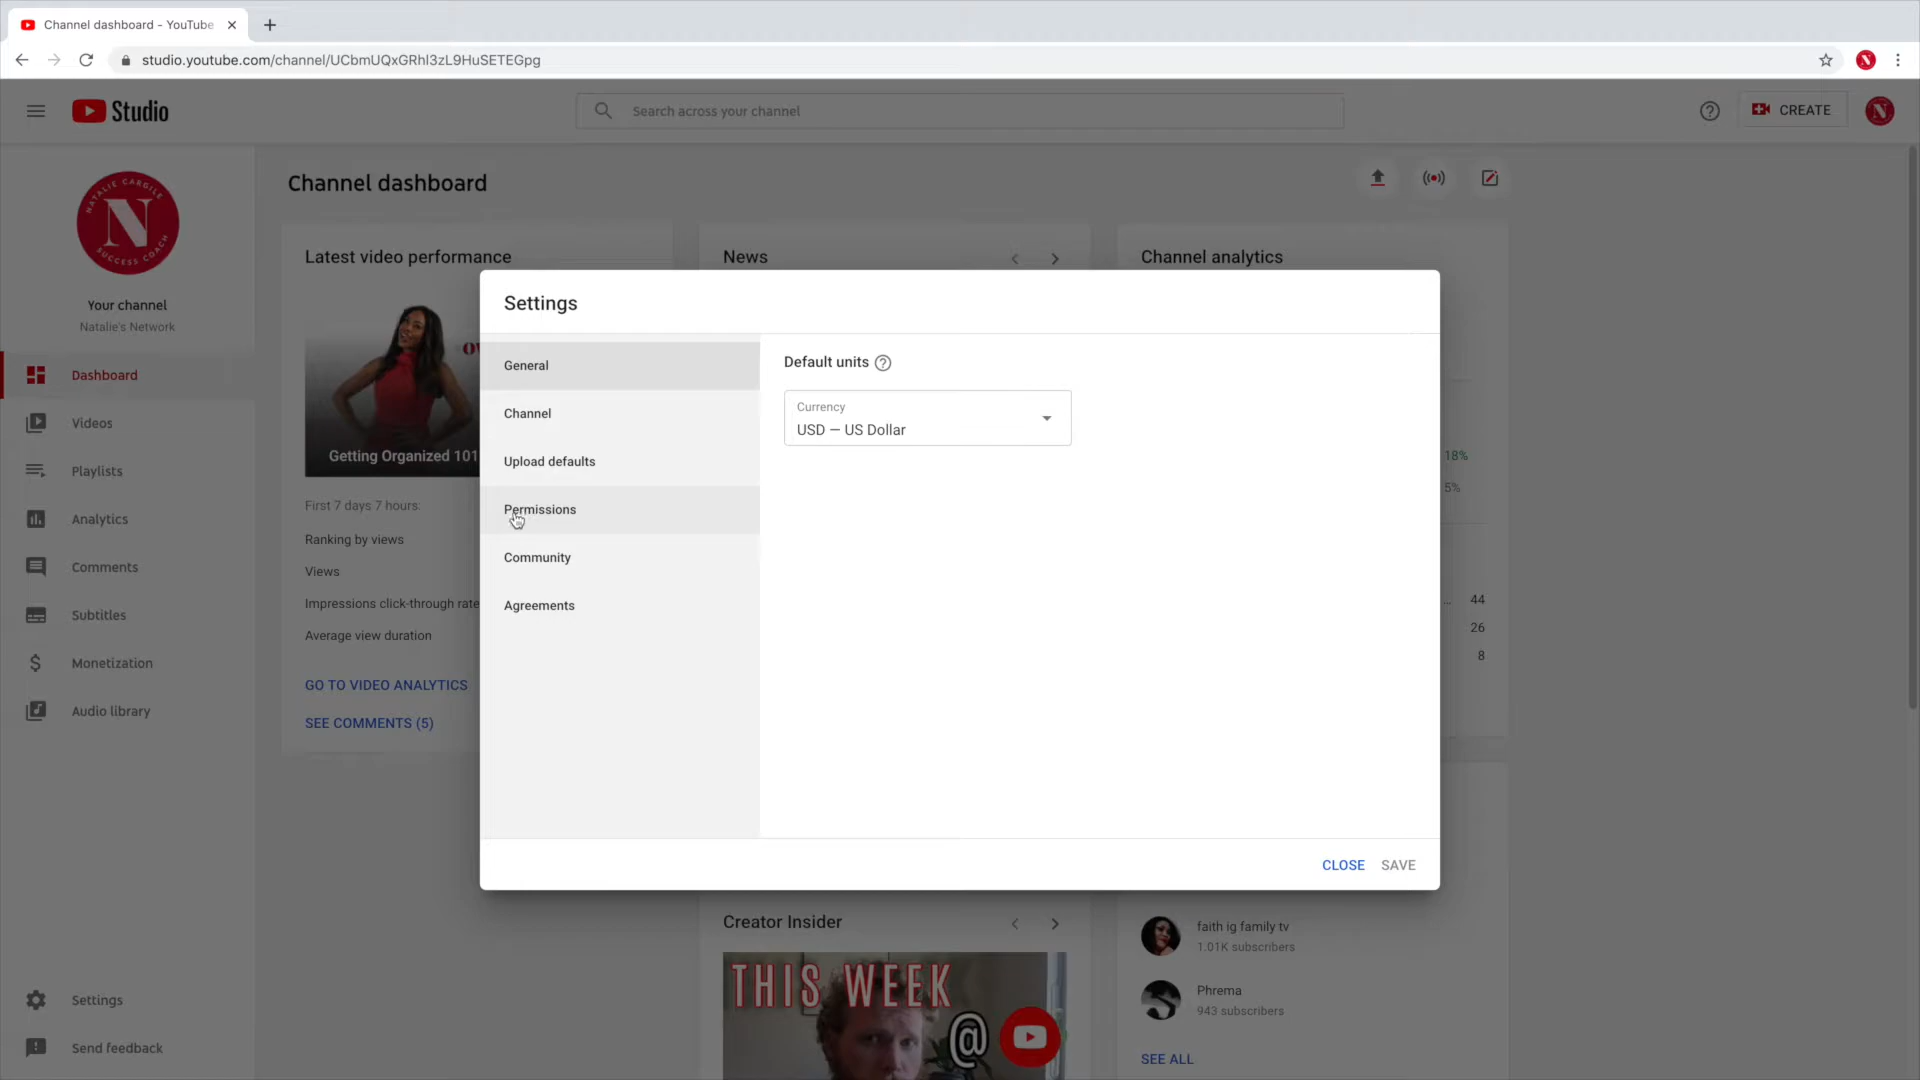 Channel dashboard - YouTube
studio.youtube.com/channel/UCbmUQxGRhl3zL9HuSETEGpg
N
Studio
Search across your channel
CREATE
N
NATALIE CARGILE
N
SUCCESS COACH
Your channel
Natalie's Network
Dashboard
Videos
Playlists
Analytics
Comments
Subtitles
Monetization
Audio library
Settings
Send feedback
Channel dashboard
Latest video performance
Getting Organized 101
First 7 days 7 hours:
Ranking by views
Views
Impressions click-through rate
Average view duration
GO TO VIDEO ANALYTICS
SEE COMMENTS (5)
News
Channel analytics
18%
5%
... 44
26
8
Settings
General
Channel
Upload defaults
Permissions
Community
Agreements
Default units
Currency
USD — US Dollar
CLOSE SAVE
Creator Insider
THIS WEEK
@
faith ig family tv
1.01K subscribers
Phrema
943 subscribers
SEE ALL